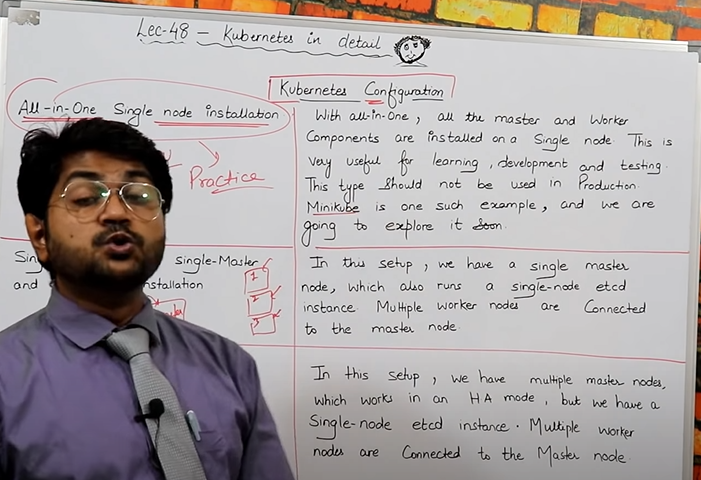 Lec-48 – Kubernetes in detail
Kubernetes Configuration
All-in-One Single node installation
Practice
With all-in-One, all the master and Worker
Components are installed on a Single node. This is
very useful for learning, development and testing.
This type Should not be used in Production.
Minikube is one such example, and we are
going to explore it Soon.
single-Master
and
1
2
3
In this setup, we have a single master
node, which also runs a single-node etcd
instance. Multiple worker nodes are Connected
to the master node.
In this setup, we have multiple master nodes,
which works in an HA mode, but we have a
Single-node etcd instance. Multiple worker
nodes are Connected to the Master node.